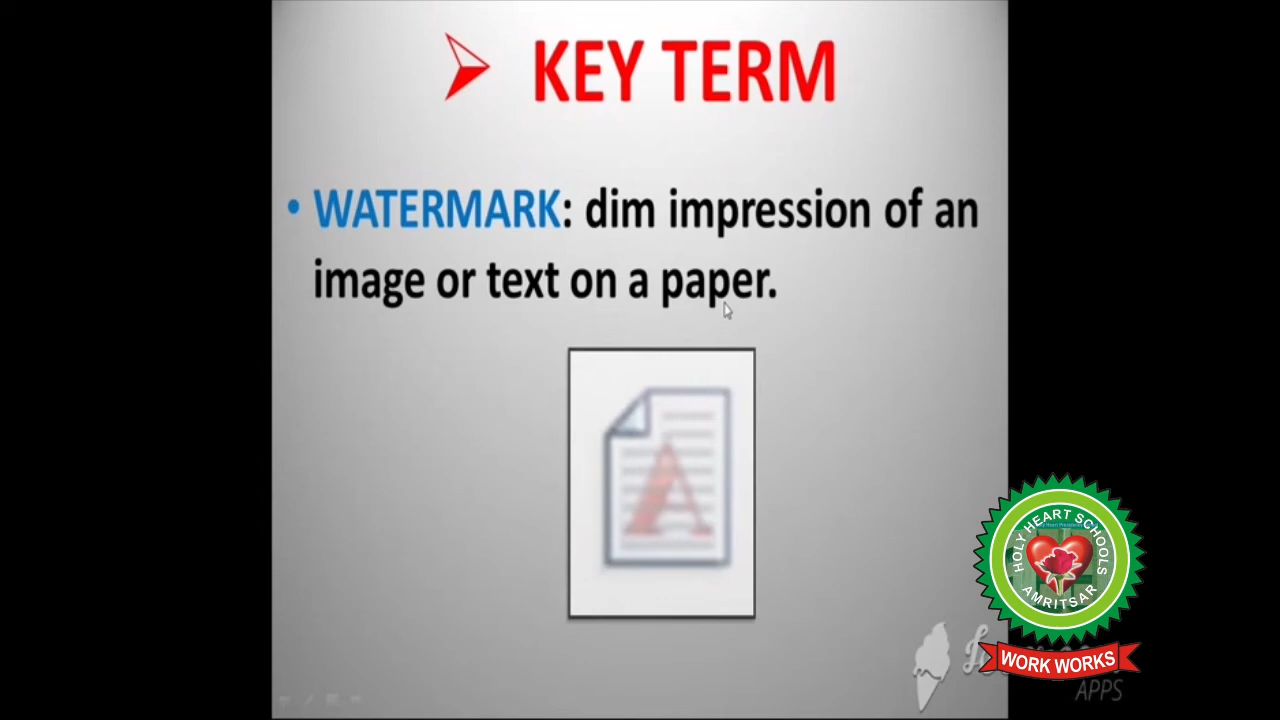 KEY TERM
• WATERMARK: dim impression of an
image or text on a paper.
A
HOLY HEART SCHOOLS
AMRITSAR
WORK WORKS
APPS